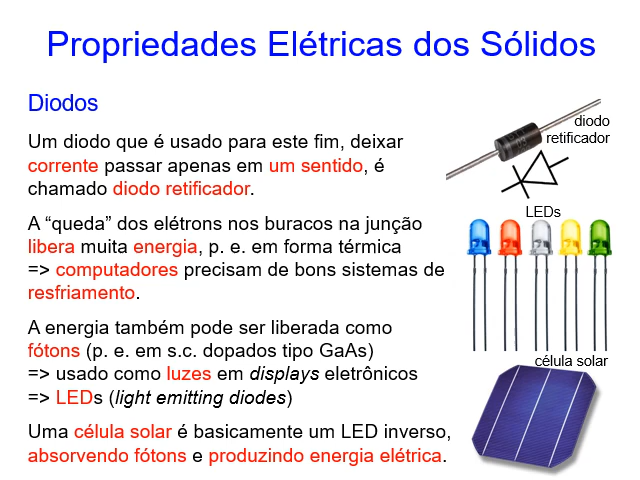 Propriedades Elétricas dos Sólidos
Diodos
Um diodo que é usado para este fim, deixar
corrente passar apenas em um sentido, é
chamado diodo retificador.
A “queda” dos elétrons nos buracos na junção
libera muita energia, p. e. em forma térmica
=> computadores precisam de bons sistemas de
resfriamento.
A energia também pode ser liberada como
fótons (p. e. em s.c. dopados tipo GaAs)
=> usado como luzes em displays eletrônicos
=> LEDs (light emitting diodes)
Uma célula solar é basicamente um LED inverso,
absorvendo fótons e produzindo energia elétrica.
diodo
retificador
LEDs
célula solar